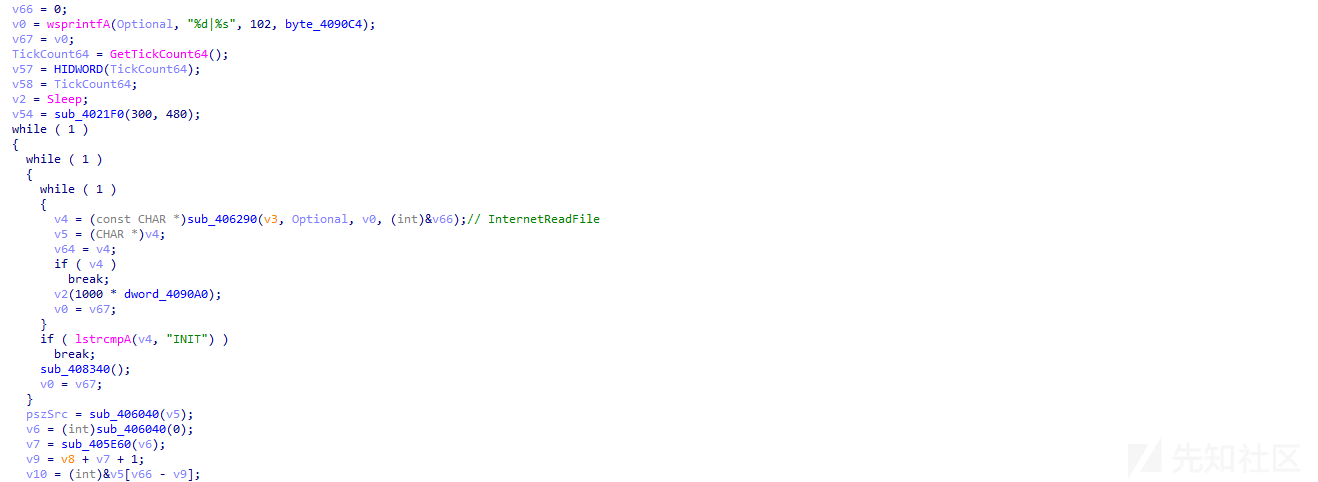 v66 = 0;
v0 = wsprintfA(Optional, "%d|%s", 102, byte_4090C4);
v67 = v0;
TickCount64 = GetTickCount64();
v57 = HIDWORD(TickCount64);
v58 = TickCount64;
v2 = Sleep;
v54 = sub_4021F0(300, 480);
while ( 1 )
{
  while ( 1 )
  {
    while ( 1 )
    {
      v4 = (const CHAR *)sub_406290(v3, Optional, v0, (int)&v66);// InternetReadFile
      v5 = (CHAR *)v4;
      v64 = v4;
      if ( v4 )
        break;
      v2(1000 * dword_4090A0);
      v0 = v67;
    }
    if ( lstrcmpA(v4, "INIT") )
      break;
    sub_408340();
    v0 = v67;
  }
  pszSrc = sub_406040(v5);
  v6 = (int)sub_406040(0);
  v7 = sub_405E60(v6);
  v9 = v8 + v7 + 1;
  v10 = (int)&v5[v66 - v9];
先知社区